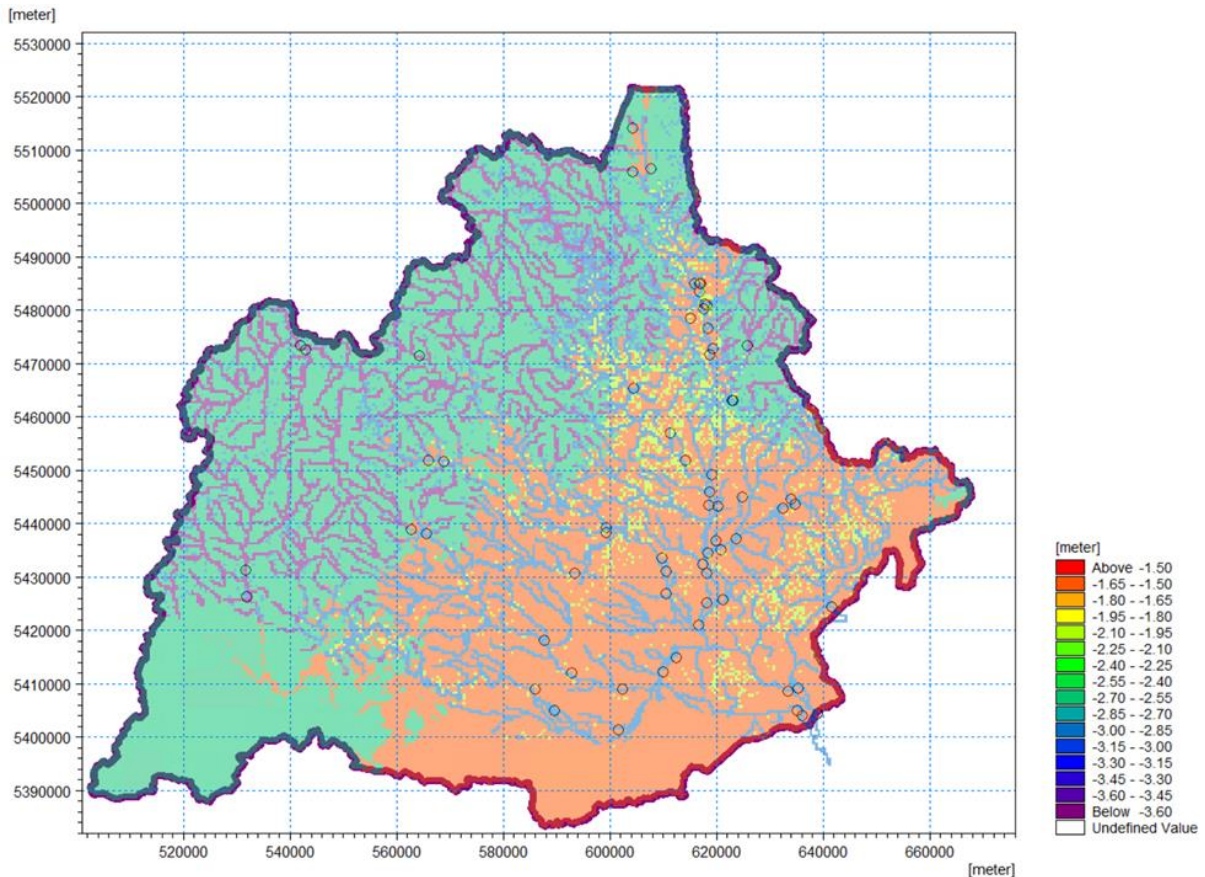 [meter]
5530000
5520000
5510000
5500000
5490000
5480000
5470000
5460000
5450000
5440000
5430000
5420000
5410000
5400000
5390000
520000 540000 560000 580000 600000 620000 640000 660000
[meter]
[meter]
Above -1.50
-1.65 - -1.50
-1.80 - -1.65
-1.95 - -1.80
-2.10 - -1.95
-2.25 - -2.10
-2.40 - -2.25
-2.55 - -2.40
-2.70 - -2.55
-2.85 - -2.70
-3.00 - -2.85
-3.15 - -3.00
-3.30 - -3.15
-3.45 - -3.30
-3.60 - -3.45
Below -3.60
Undefined Value